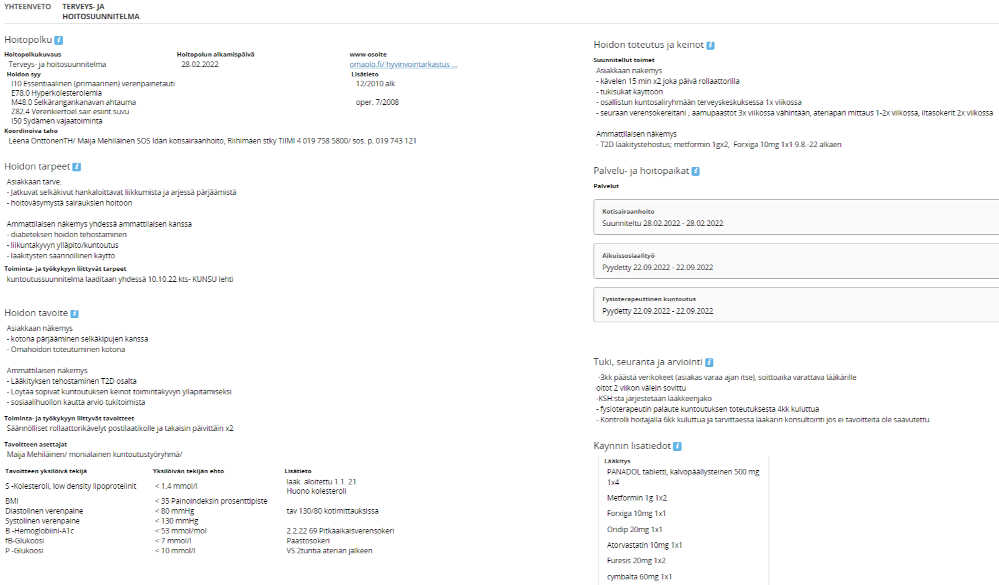 YHTEENVETO TERVEYS- JA
HOITOSUUNNITELMA
Hoitopolku
Hoitopolkukuvaus Hoitopolun alkamispäivä www-osoite
Terveys- ja hoitosuunnitelma 28.02.2022 omaolo.fi/ hyvinvointarkastus ...
Hoidon syy Lisätieto
I10 Essentiaalinen (primaarinen) verenpainetauti 12/2010 alk
E78.0 Hyperkolesterolemia
M48.0 Selkärangankanavan ahtauma oper. 7/2008
Z82.4 Verenkiertoel.sair.esiint.suvu
I50 Sydämen vajaatoiminta
Koordinoiva taho
Leena OnttonenTH/ Maija Mehiläinen SOS Idän kotisairaanhoito, Riihimäen stky TIIMI 4 019 758 5800/ sos. p. 019 743 121
Hoidon tarpeet
Asiakkaan tarve:
- Jatkuvat selkäkivut hankaloittavat liikkumista ja arjessä pärjäämistä
- hoitoväsymystä sairauksien hoitoon
Ammattilaisen näkemys yhdessä ammattilaisen kanssa
- diabeteksen hoidon tehostaminen
- liikuntakyvyn ylläpito/kuntoutus
- lääkitysten säännöllinen käyttö
Toiminta- ja työkykyyn liittyvät tarpeet
kuntoutussuunnitelma laaditaan yhdessä 10.10.22 kts- KUNSU lehti
Hoidon tavoite
Asiakkaan näkemys
- kotona pärjääminen selkäkipujen kanssa
- Omahoidon toteutuminen kotona
Ammattilaisen näkemys
- Lääkityksen tehostaminen T2D osalta
- Löytää sopivat kuntoutuksen keinot toimintakyvyn ylläpitämiseksi
- sosiaalihuollon kautta arvio tukitoimista
Toiminta- ja työkykyyn liittyvät tavoitteet
Säännölliset rollaattorikävelyt postilaatikolle ja takaisin päivittäin x2
Tavoitteen asettajat
Maija Mehiläinen/ monialainen kuntoutustyöryhmä/
Tavoitteen yksilöivä tekijä Yksilöivän tekijän ehto Lisätieto
S -Kolesteroli, low density lipoproteiinit < 1.4 mmol/l lääk. aloitettu 1.1. 21
Huono kolesteroli
BMI < 35 Painoindeksin prosenttipiste
Diastolinen verenpaine < 80 mmHg tav 130/80 kotimittauksissa
Systolinen verenpaine < 130 mmHg
B -Hemoglobiini-A1c < 53 mmol/mol 2.2.22 69 Pitkäaikaisverensokeri
fB-Glukoosi < 7 mmol/l Paastosokeri
P -Glukoosi < 10 mmol/l VS 2tuntia aterian jälkeen
Hoidon toteutus ja keinot
Suunnitellut toimet
Asiakkaan näkemys
- kävelen 15 min x2 joka päivä rollaattorilla
- tukisukat käyttöön
- osallistun kuntosaliryhmään terveyskeskuksessa 1x viikossa
- seuraan verensokereitani ; aamupaastot 3x viikossa vähintään, ateriapari mittaus 1-2x viikossa, iltasokerit 2x viikossa
Ammattilaisen näkemys
- T2D lääkitystehostus; metformin 1gx2, Forxiga 10mg 1x1 9.8.-22 alkaen
Palvelu- ja hoitopaikat
Palvelut
Kotisairaanhoito
Suunniteltu 28.02.2022 - 28.02.2022
Aikuissosiaalityö
Pyydetty 22.09.2022 - 22.09.2022
Fysioterapeuttinen kuntoutus
Pyydetty 22.09.2022 - 22.09.2022
Tuki, seuranta ja arviointi
-3kk päästä verikokeet (asiakas varaa ajan itse), soittoaika varattava lääkärille
oitot 2 viikon välein sovittu
-KSH:sta järjestetään lääkkeenjako
- fysioterapeutin palaute kuntoutuksen toteutuksesta 4kk kuluttua
- Kontrolli hoitajalla 6kk kuluttua ja tarvittaessa lääkärin konsultointi jos ei tavoitteita ole saavutettu
Käynnin lisätiedot
Lääkitys
PANADOL tabletti, kalvopäällysteinen 500 mg
1x4
Metformin 1g 1x2
Forxiga 10mg 1x1
Oridip 20mg 1x1
Atorvastatin 10mg 1x1
Furesis 20mg 1x2
cymbalta 60mg 1x1